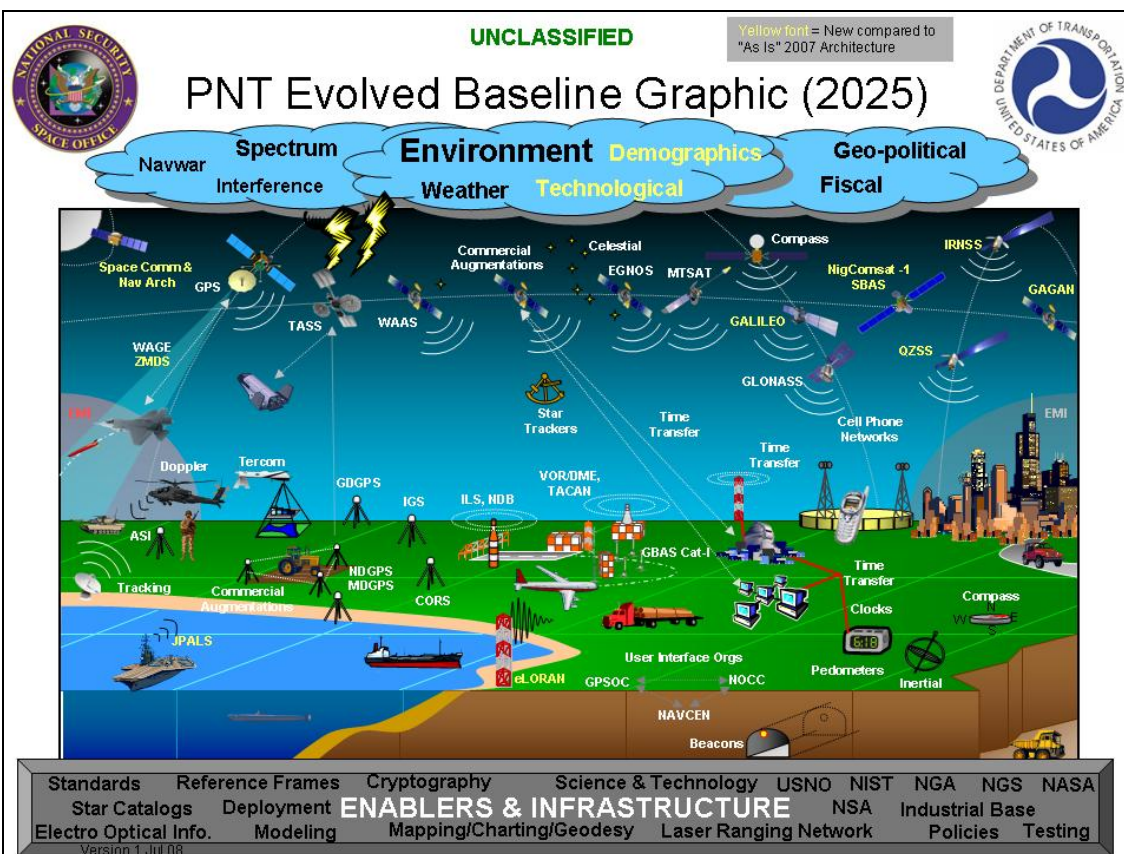 UNCLASSIFIED
Yellow font = New compared to
"As Is" 2007 Architecture
NATIONAL SECURITY
SPACE OFFICE
DEPARTMENT OF TRANSPORTATION
UNITED STATES OF AMERICA
PNT Evolved Baseline Graphic (2025)
Navwar
Spectrum
Interference
Environment
Demographics
Weather
Technological
Geo-political
Fiscal
Space Comm &
Nav Arch
GPS
TASS
WAAS
Commercial
Augmentations
Celestial
EGNOS
MTSAT
Compass
IRNSS
NigComsat -1
SBAS
GAGAN
GALILEO
QZSS
GLONASS
WAGE
ZMDS
Star
Trackers
Time
Transfer
Cell Phone
Networks
EMI
EMI
Time
Transfer
Doppler
Tercom
GDGPS
IGS
ILS, NDB
VOR/DME,
TACAN
ASI
GBAS Cat-I
Tracking
Commercial
Augmentations
NDGPS
MDGPS
CORS
Time
Transfer
Clocks
Compass
N
W
E
S
6:18
JPALS
eLORAN
User Interface Orgs
GPSOC
NOCC
NAVCEN
Pedometers
Inertial
Beacons
Standards
Reference Frames
Cryptography
Science & Technology
USNO
NIST
NGA
NGS
NASA
Star Catalogs
Deployment
ENABLERS & INFRASTRUCTURE
NSA
Industrial Base
Electro Optical Info.
Modeling
Mapping/Charting/Geodesy
Laser Ranging Network
Policies
Testing
Version 1 Jul 08